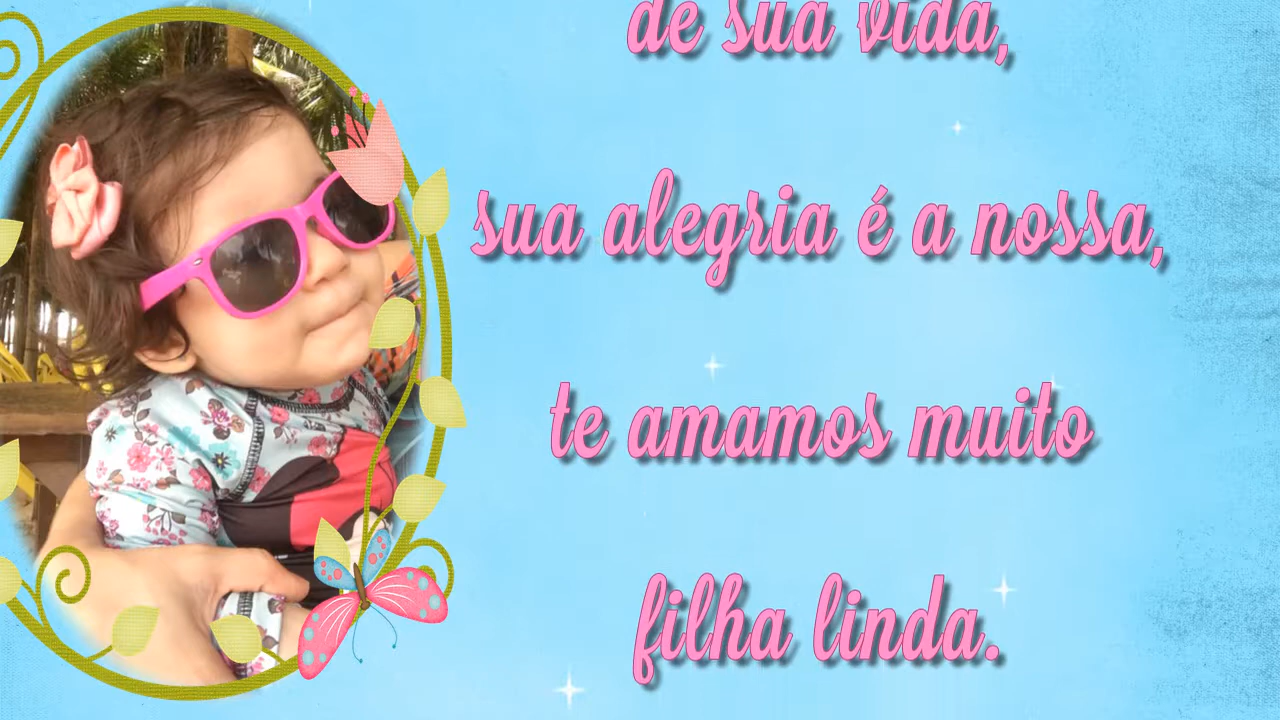 de sua vida,
sua alegria é a nossa,
te amamos muito
filha linda.